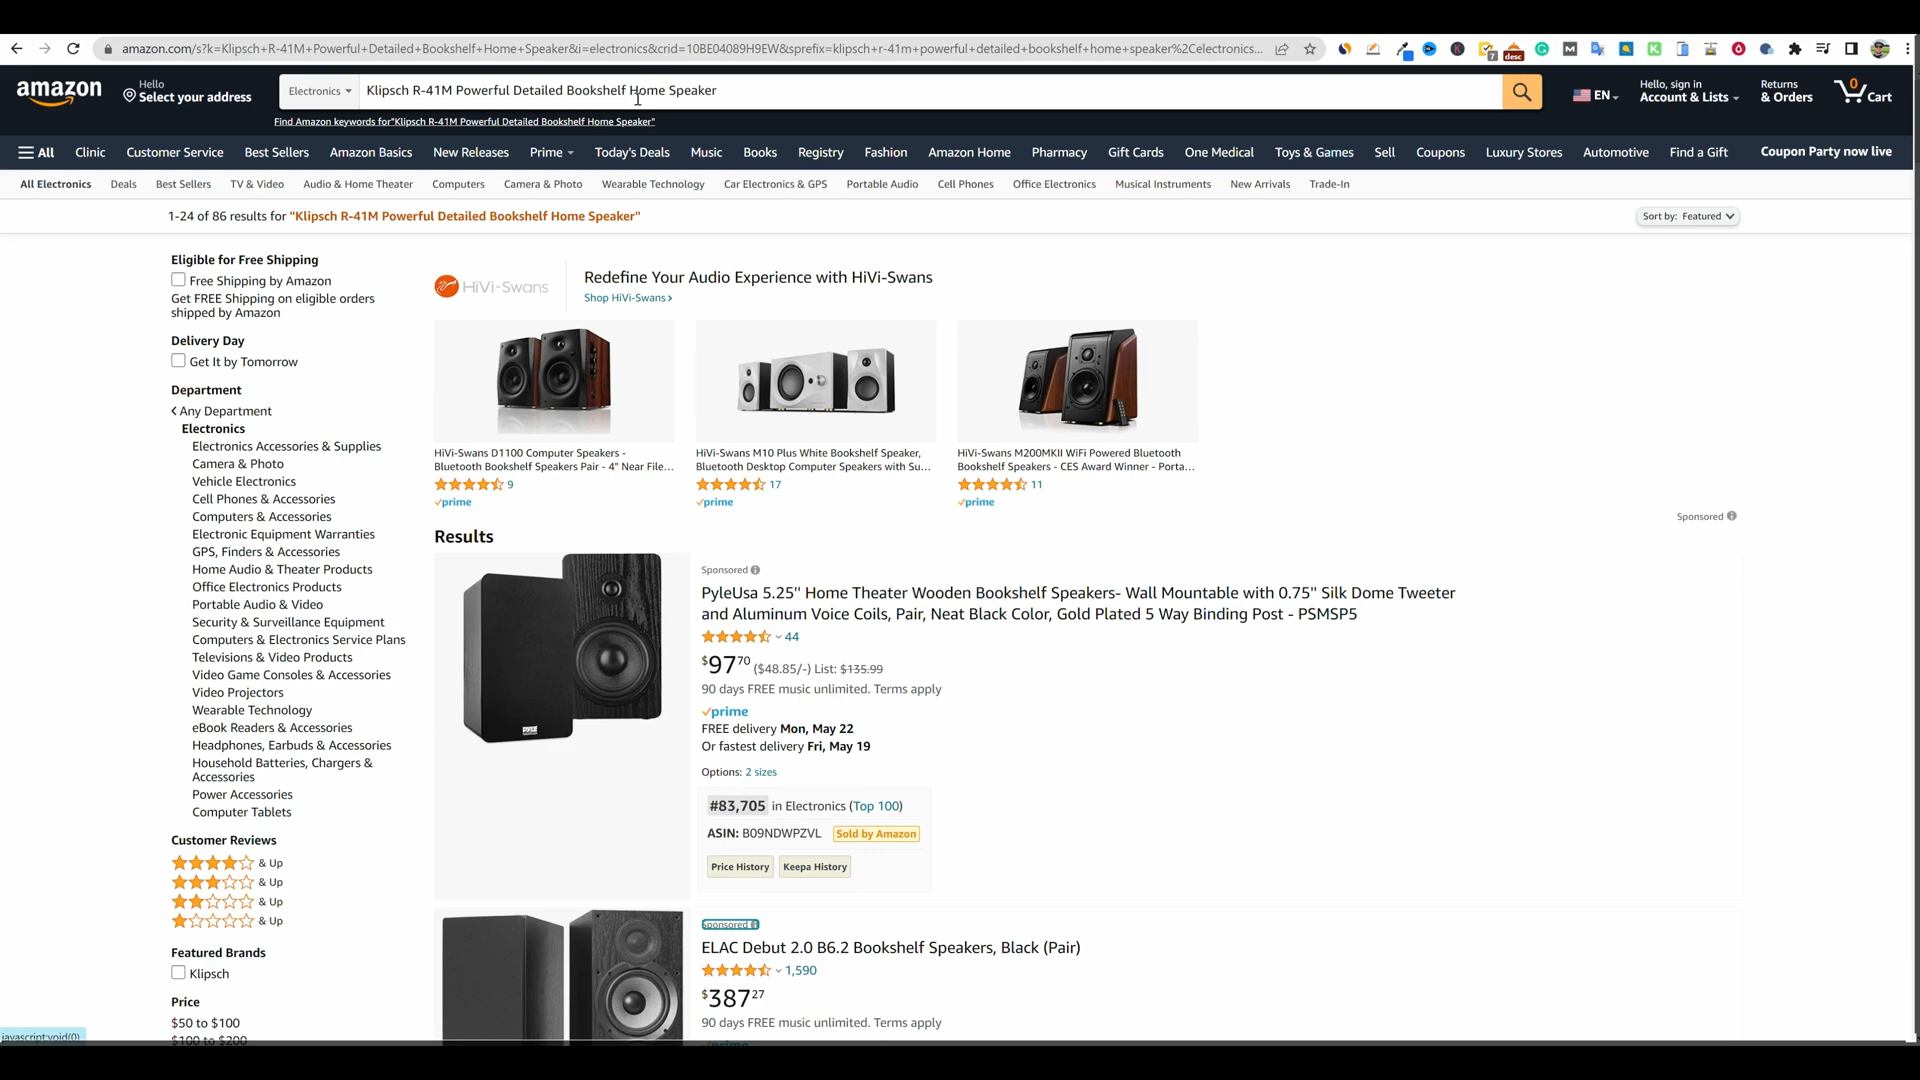 amazon.com/s?k=Klipsch+R-41M+Powerful+Detailed+Bookshelf+Home+Speaker&i=electronics&crid=10BE04089H9EW&sprefix=klipsch+r-41m+powerful+detailed+bookshelf+home+speaker%2Celectronics...
7
desc
amazon
Hello
Select your address
Electronics
Klipsch R-41M Powerful Detailed Bookshelf Home Speaker
EN
Hello, sign in
Account & Lists
Returns
& Orders
0
Cart
Find Amazon keywords for"Klipsch R-41M Powerful Detailed Bookshelf Home Speaker"
All Clinic Customer Service Best Sellers Amazon Basics New Releases Prime Today's Deals Music Books Registry Fashion Amazon Home Pharmacy Gift Cards One Medical Toys & Games Sell Coupons Luxury Stores Automotive Find a Gift Coupon Party now live
All Electronics Deals Best Sellers TV & Video Audio & Home Theater Computers Camera & Photo Wearable Technology Car Electronics & GPS Portable Audio Cell Phones Office Electronics Musical Instruments New Arrivals Trade-In
1-24 of 86 results for "Klipsch R-41M Powerful Detailed Bookshelf Home Speaker"
Sort by: Featured
Eligible for Free Shipping
Free Shipping by Amazon
Get FREE Shipping on eligible orders
shipped by Amazon
Delivery Day
Get It by Tomorrow
Department
Any Department
Electronics
Electronics Accessories & Supplies
Camera & Photo
Vehicle Electronics
Cell Phones & Accessories
Computers & Accessories
Electronic Equipment Warranties
GPS, Finders & Accessories
Home Audio & Theater Products
Office Electronics Products
Portable Audio & Video
Security & Surveillance Equipment
Computers & Electronics Service Plans
Televisions & Video Products
Video Game Consoles & Accessories
Video Projectors
Wearable Technology
eBook Readers & Accessories
Headphones, Earbuds & Accessories
Household Batteries, Chargers &
Accessories
Power Accessories
Computer Tablets
Customer Reviews
& Up
& Up
& Up
& Up
Featured Brands
Klipsch
Price
$50 to $100
$100 to $200
javascript:void(0)
HiVi-Swans
Redefine Your Audio Experience with HiVi-Swans
Shop HiVi-Swans
HiVi-Swans D1100 Computer Speakers -
Bluetooth Bookshelf Speakers Pair - 4" Near File...
9
prime
HiVi-Swans M10 Plus White Bookshelf Speaker,
Bluetooth Desktop Computer Speakers with Su...
17
prime
HiVi-Swans M200MKII WiFi Powered Bluetooth
Bookshelf Speakers - CES Award Winner - Porta...
11
prime
Sponsored
Results
PYLE
Sponsored
PyleUsa 5.25" Home Theater Wooden Bookshelf Speakers- Wall Mountable with 0.75" Silk Dome Tweeter
and Aluminum Voice Coils, Pair, Neat Black Color, Gold Plated 5 Way Binding Post - PSMSP5
44
$97 70 ($48.85/-) List: $135.99
90 days FREE music unlimited. Terms apply
prime
FREE delivery Mon, May 22
Or fastest delivery Fri, May 19
Options: 2 sizes
#83,705 in Electronics (Top 100)
ASIN: B09NDWPZVL Sold by Amazon
Price History Keepa History
Sponsored
ELAC Debut 2.0 B6.2 Bookshelf Speakers, Black (Pair)
1,590
$387 27
90 days FREE music unlimited. Terms apply
prime